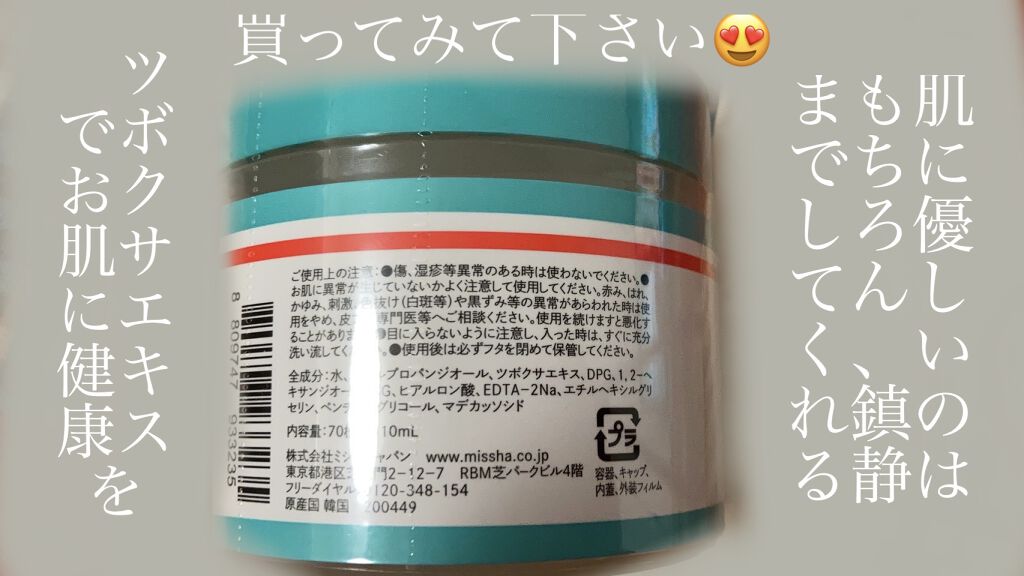 買ってみて下さい😍
肌に優しいのは
もちろん、鎮静
までしてくれる
ツボクサエキス
でお肌に健康を
ご使用上の注意:●傷、湿疹等異常のある時は使わないでください。●
お肌に異常が生じていないかよく注意して使用してください。赤み、はれ、
かゆみ、刺激、色抜け(白斑等)や黒ずみ等の異常があらわれた時は使
用をやめ、皮 専門医等へご相談ください。使用を続けますと悪化す
ることがあります。●目に入らないように注意し、入った時は、すぐに充分
洗い流してください。●使用後は必ずフタを閉めて保管してください。
全成分:水、 ルプロパンジオール、ツボクサエキス、DPG、1,2-ヘ
キサンジオー G、ヒアルロン酸、EDTA-2Na、エチルヘキシルグリ
セリン、ペンチ グリコール、マデカッソシド
内容量:70 10mL
株式会社ミシ ャパン www.missha.co.jp
東京都港区 門2-12-7 RBM芝パークビル4階
フリーダイヤル 0120-348-154
原産国 韓国 200449
プラ
容器、キャップ、
内蓋、外装フィルム
8 809747 933235